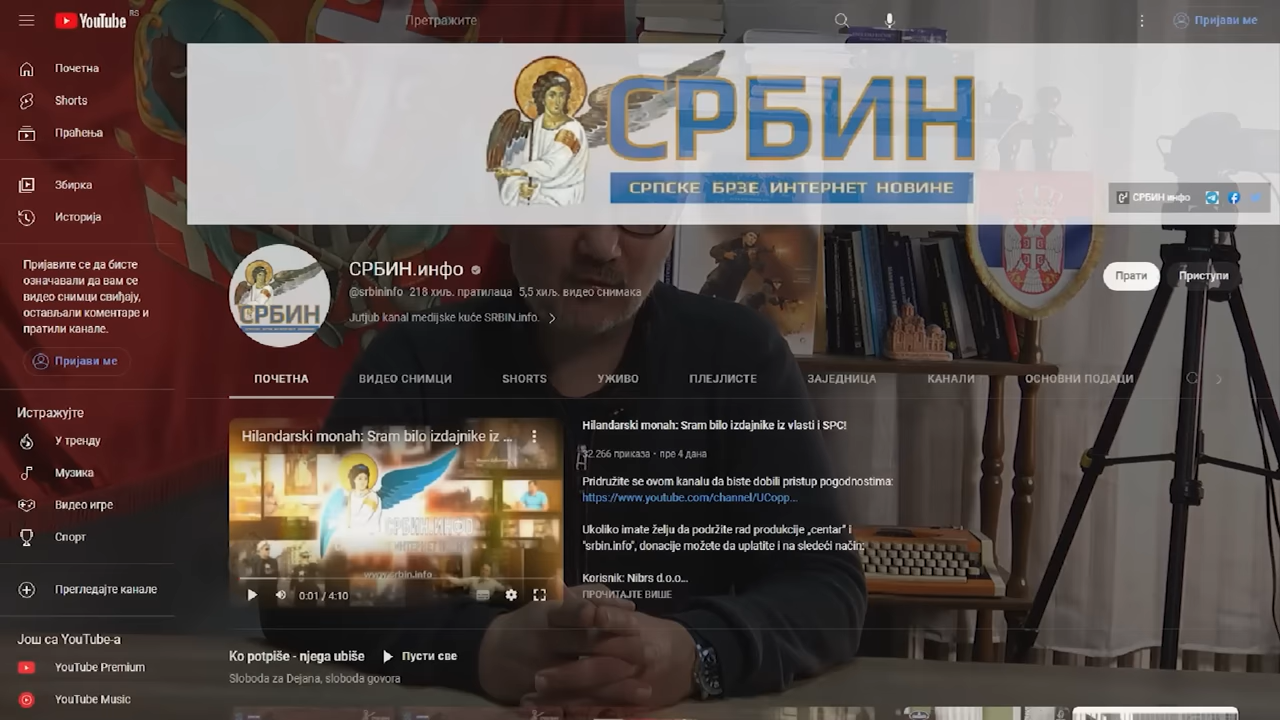 YouTube RS
Претражите
Пријави ме
Почетна
Shorts
Праћења
Збирка
Историја
Пријавите се да бисте
означавали да вам се
видео снимци свиђају,
остављали коментаре и
пратили канале.
Пријави ме
Истражујте
У тренду
Музика
Видео игре
Спорт
Прегледајте канале
Још са YouTube-а
YouTube Premium
YouTube Music
СРБИН
СРПСКЕ БРЗЕ ИНТЕРНЕТ НОВИНЕ
СРБИН инфо
СРБИН
СРБИН.инфо
@srbininfo 218 хиљ. пратилаца 5,5 хиљ. видео снимака
Jutjub kanal medijske kuće SRBIN.info.
Прати
Приступи
ПОЧЕТНА
ВИДЕО СНИМЦИ
SHORTS
УЖИВО
ПЛЕЈЛИСТЕ
ЗАЈЕДНИЦА
КАНАЛИ
ОСНОВНИ ПОДАЦИ
Hilandarski monah: Sram bilo izdajnike iz ...
СРБИН.ИНФО
www.srbin.info
0:01 / 4:10
Hilandarski monah: Sram bilo izdajnike iz vlasti i SPC!
32.266 приказа • пре 4 дана
Pridružite se ovom kanalu da biste dobili pristup pogodnostima:
https://www.youtube.com/channel/UCopp...
Ukoliko imate želju da podržite rad produkcije „centar" i
"srbin.info", donacije možete da uplatite i na sledeći način:
Korisnik: Nibrs d.o.o...
ПРОЧИТАЈТЕ ВИШЕ
Ko potpiše - njega ubiše
Пусти све
Sloboda za Dejana, sloboda govora